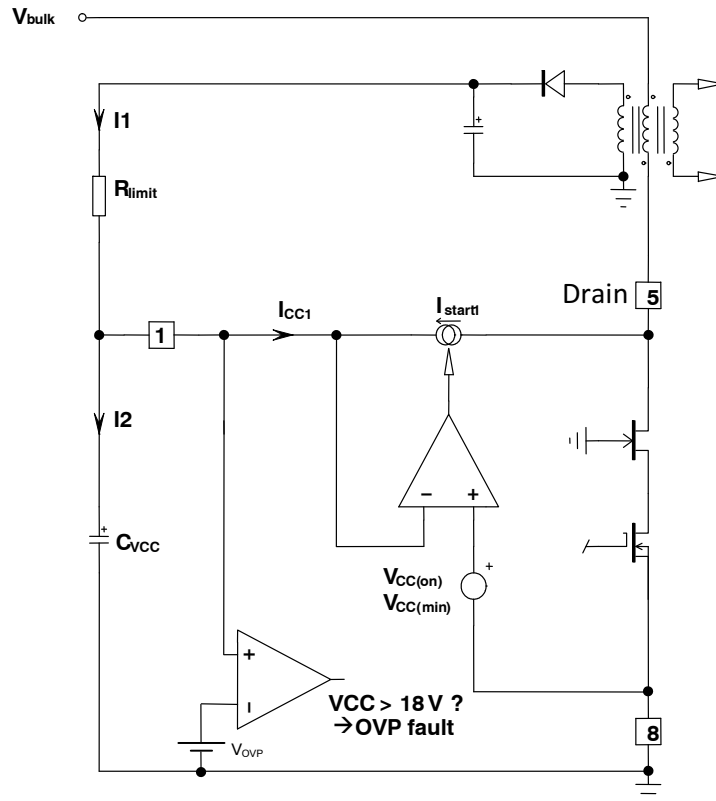 Vbulk
I1
Rlimit
Drain
5
1
ICC1
Istart1
I2
CVCC
VCC(on)
VCC(min)
VCC > 18 V ?
→OVP fault
VOVP
8